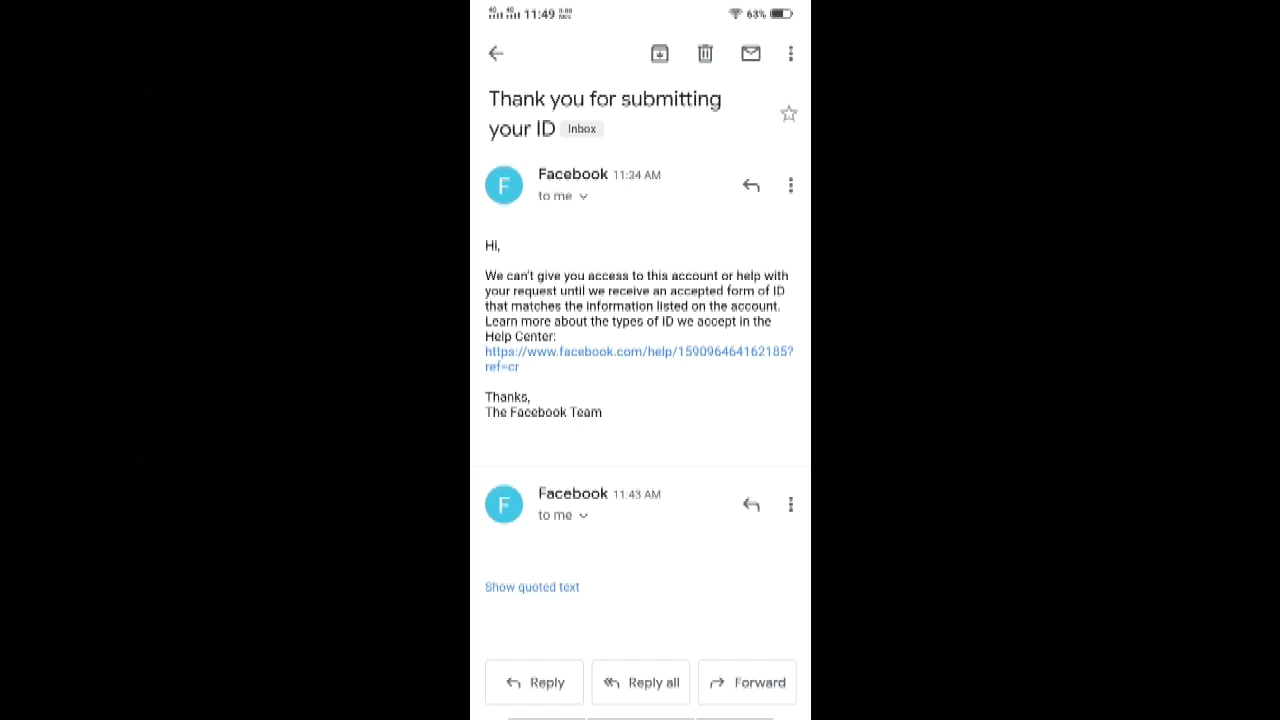 11:49
63%
Thank you for submitting
your ID Inbox
Facebook 11:34 AM
to me
F
Hi,
We can't give you access to this account or help with
your request until we receive an accepted form of ID
that matches the information listed on the account.
Learn more about the types of ID we accept in the
Help Center:
https://www.facebook.com/help/159096464162185?
ref=cr
Thanks,
The Facebook Team
Facebook 11:43 AM
to me
F
Show quoted text
Reply
Reply all
Forward